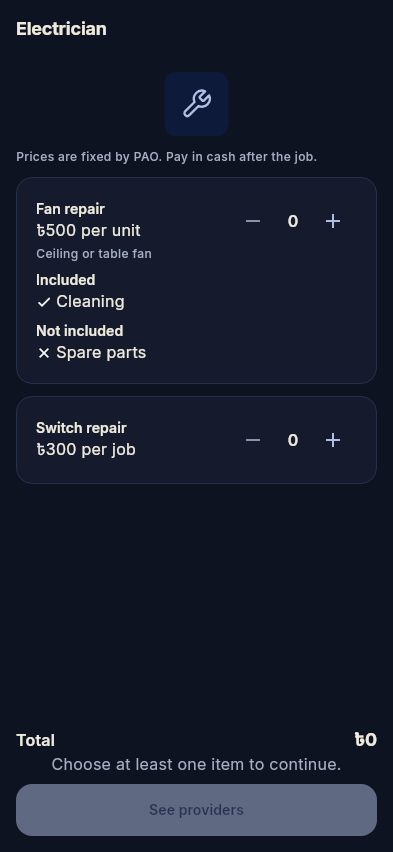 Electrician
Prices are fixed by PAO. Pay in cash after the job.
Fan repair
৳500 per unit
0
Ceiling or table fan
Included
✓ Cleaning
Not included
✕ Spare parts
Switch repair
৳300 per job
0
Total ৳0
Choose at least one item to continue.
See providers